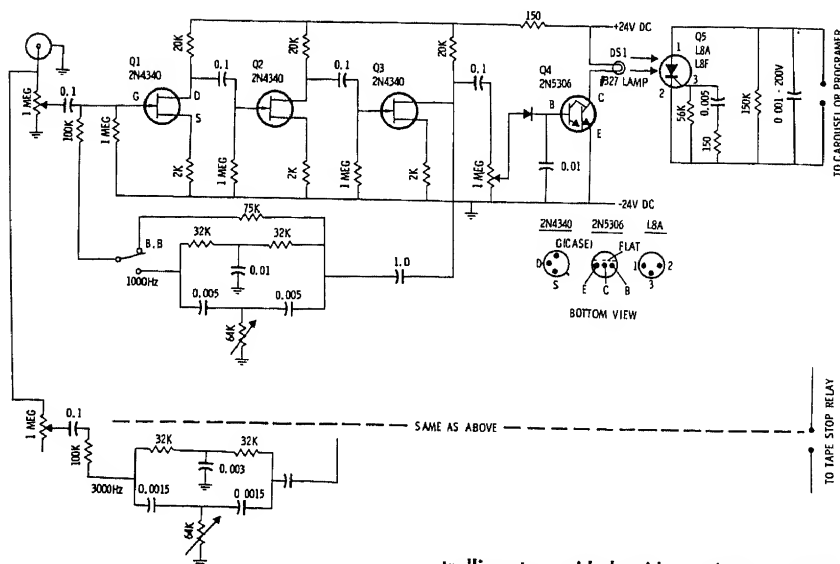 150
+24V DC
20K
20K
20K
Q1
2N4340
0.1
Q2
2N4340
0.1
Q3
2N4340
0.1
Q4
2N5306
DS1
#327 LAMP
Q5
L8A
L8F
1
2
3
1 MEG
0.1
100K
1 MEG
G
D
S
2K
1 MEG
2K
1 MEG
2K
1 MEG
B
C
E
0.01
56K
0.005
150
150K
0 001 - 200V
TO CAROUSEL OR PROGRAMER
-24V DC
75K
B.B
1000Hz
32K
32K
0.01
0.005
0.005
64K
1.0
2N4340
2N5306
L8A
G(CASE)
FLAT
D
S
E
C
B
1
2
3
BOTTOM VIEW
1 MEG
0.1
100K
SAME AS ABOVE
TO TAPE STOP RELAY
3000Hz
32K
32K
0.003
0.0015
0.0015
64K